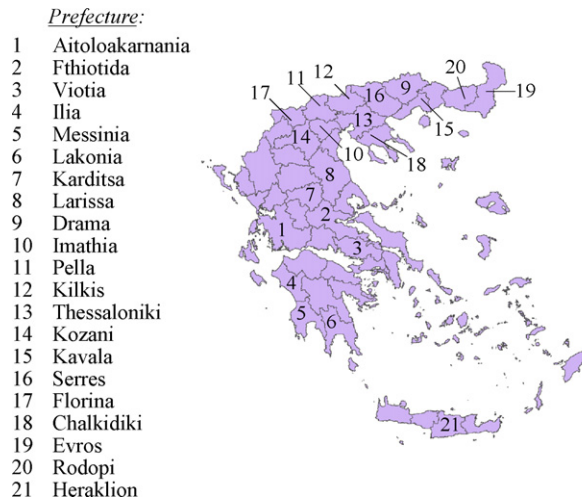 Prefecture:
1 Aitoloakarnania
2 Fthiotida
3 Viotia
4 Ilia
5 Messinia
6 Lakonia
7 Karditsa
8 Larissa
9 Drama
10 Imathia
11 Pella
12 Kilkis
13 Thessaloniki
14 Kozani
15 Kavala
16 Serres
17 Florina
18 Chalkidiki
19 Evros
20 Rodopi
21 Heraklion
12
20
11
16
9
19
17
13
15
14
10
18
8
7
2
1
3
4
5
6
21